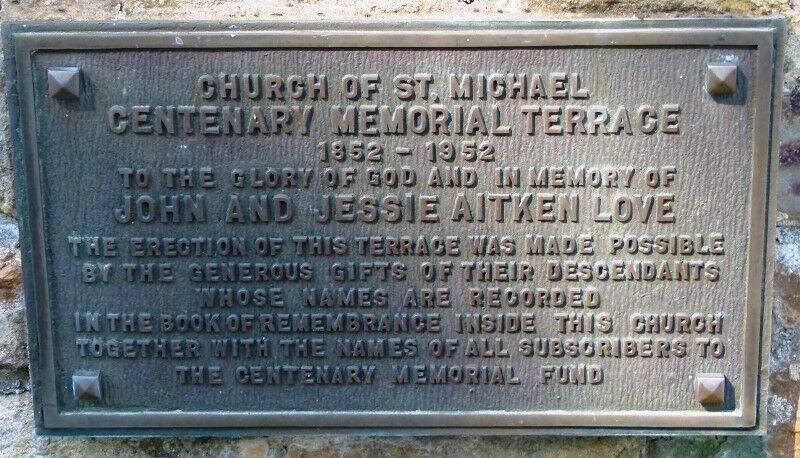 CHURCH OF ST. MICHAEL
CENTENARY MEMORIAL TERRACE
1852 - 1952
TO THE GLORY OF GOD AND IN MEMORY OF
JOHN AND JESSIE AITKEN LOVE
THE ERECTION OF THIS TERRACE WAS MADE POSSIBLE
BY THE GENEROUS GIFTS OF THEIR DESCENDANTS
WHOSE NAMES ARE RECORDED
IN THE BOOK OF REMEMBRANCE INSIDE THIS CHURCH
TOGETHER WITH THE NAMES OF ALL SUBSCRIBERS TO
THE CENTENARY MEMORIAL FUND